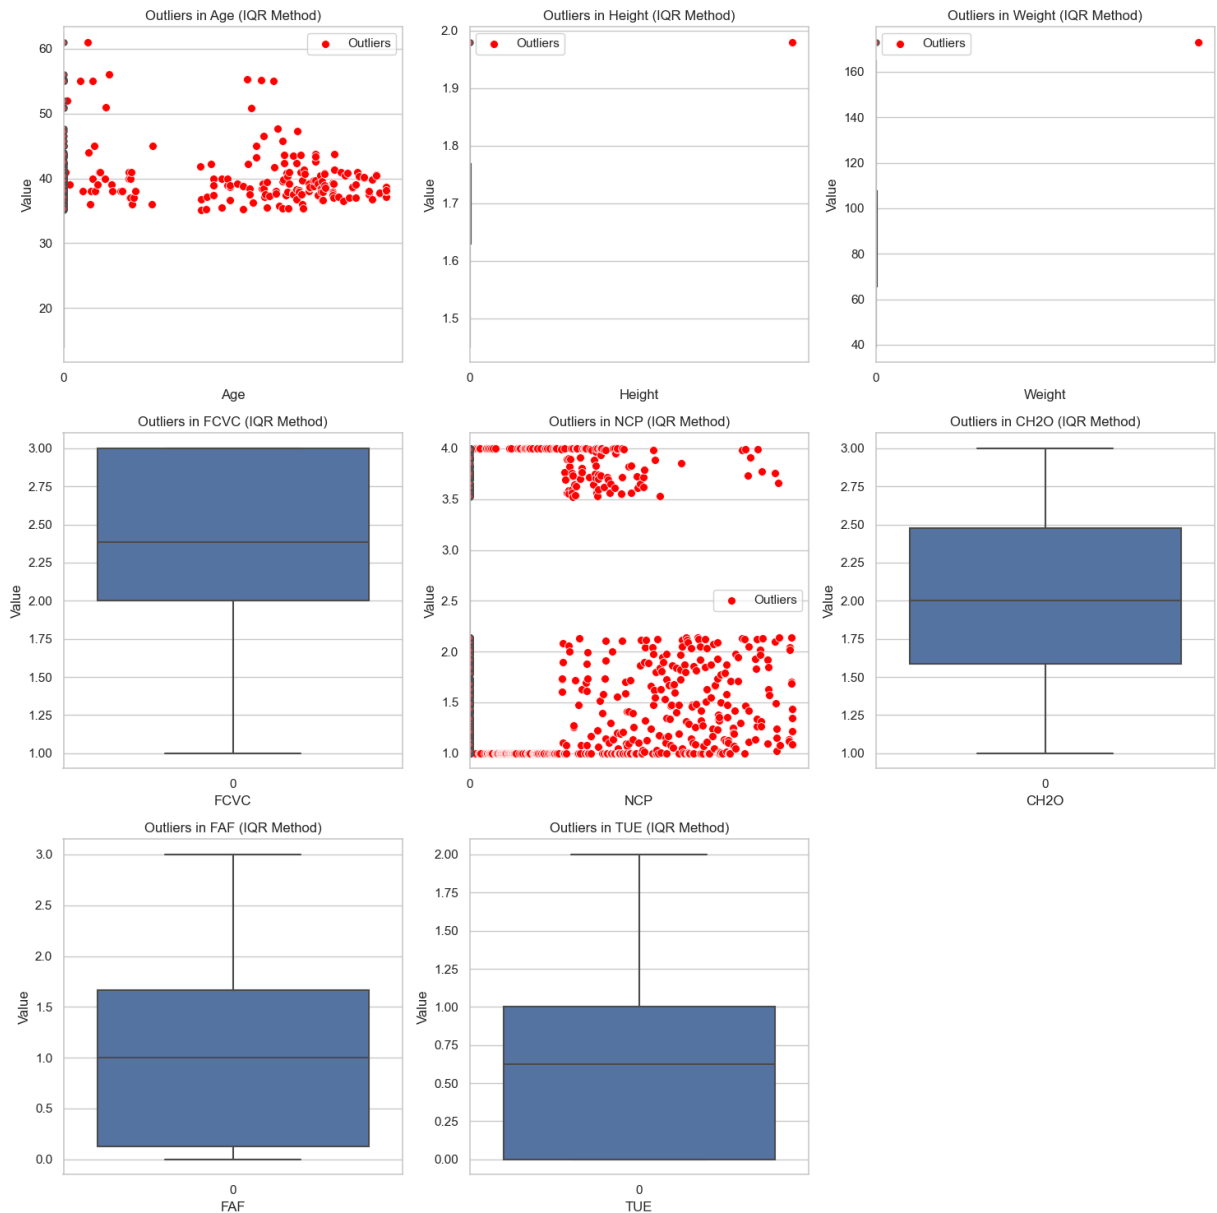 Outliers in Age (IQR Method)
Outliers
60
50
40
30
20
Value
0
Age
Outliers in Height (IQR Method)
Outliers
2.0
1.9
1.8
1.7
1.6
1.5
Value
0
Height
Outliers in Weight (IQR Method)
Outliers
160
140
120
100
80
60
40
Value
0
Weight
Outliers in FCVC (IQR Method)
3.00
2.75
2.50
2.25
2.00
1.75
1.50
1.25
1.00
Value
0
FCVC
Outliers in NCP (IQR Method)
4.0
3.5
3.0
2.5
2.0
1.5
1.0
Value
Outliers
0
NCP
Outliers in CH2O (IQR Method)
3.00
2.75
2.50
2.25
2.00
1.75
1.50
1.25
1.00
Value
0
CH2O
Outliers in FAF (IQR Method)
3.0
2.5
2.0
1.5
1.0
0.5
0.0
Value
0
FAF
Outliers in TUE (IQR Method)
2.00
1.75
1.50
1.25
1.00
0.75
0.50
0.25
0.00
Value
0
TUE